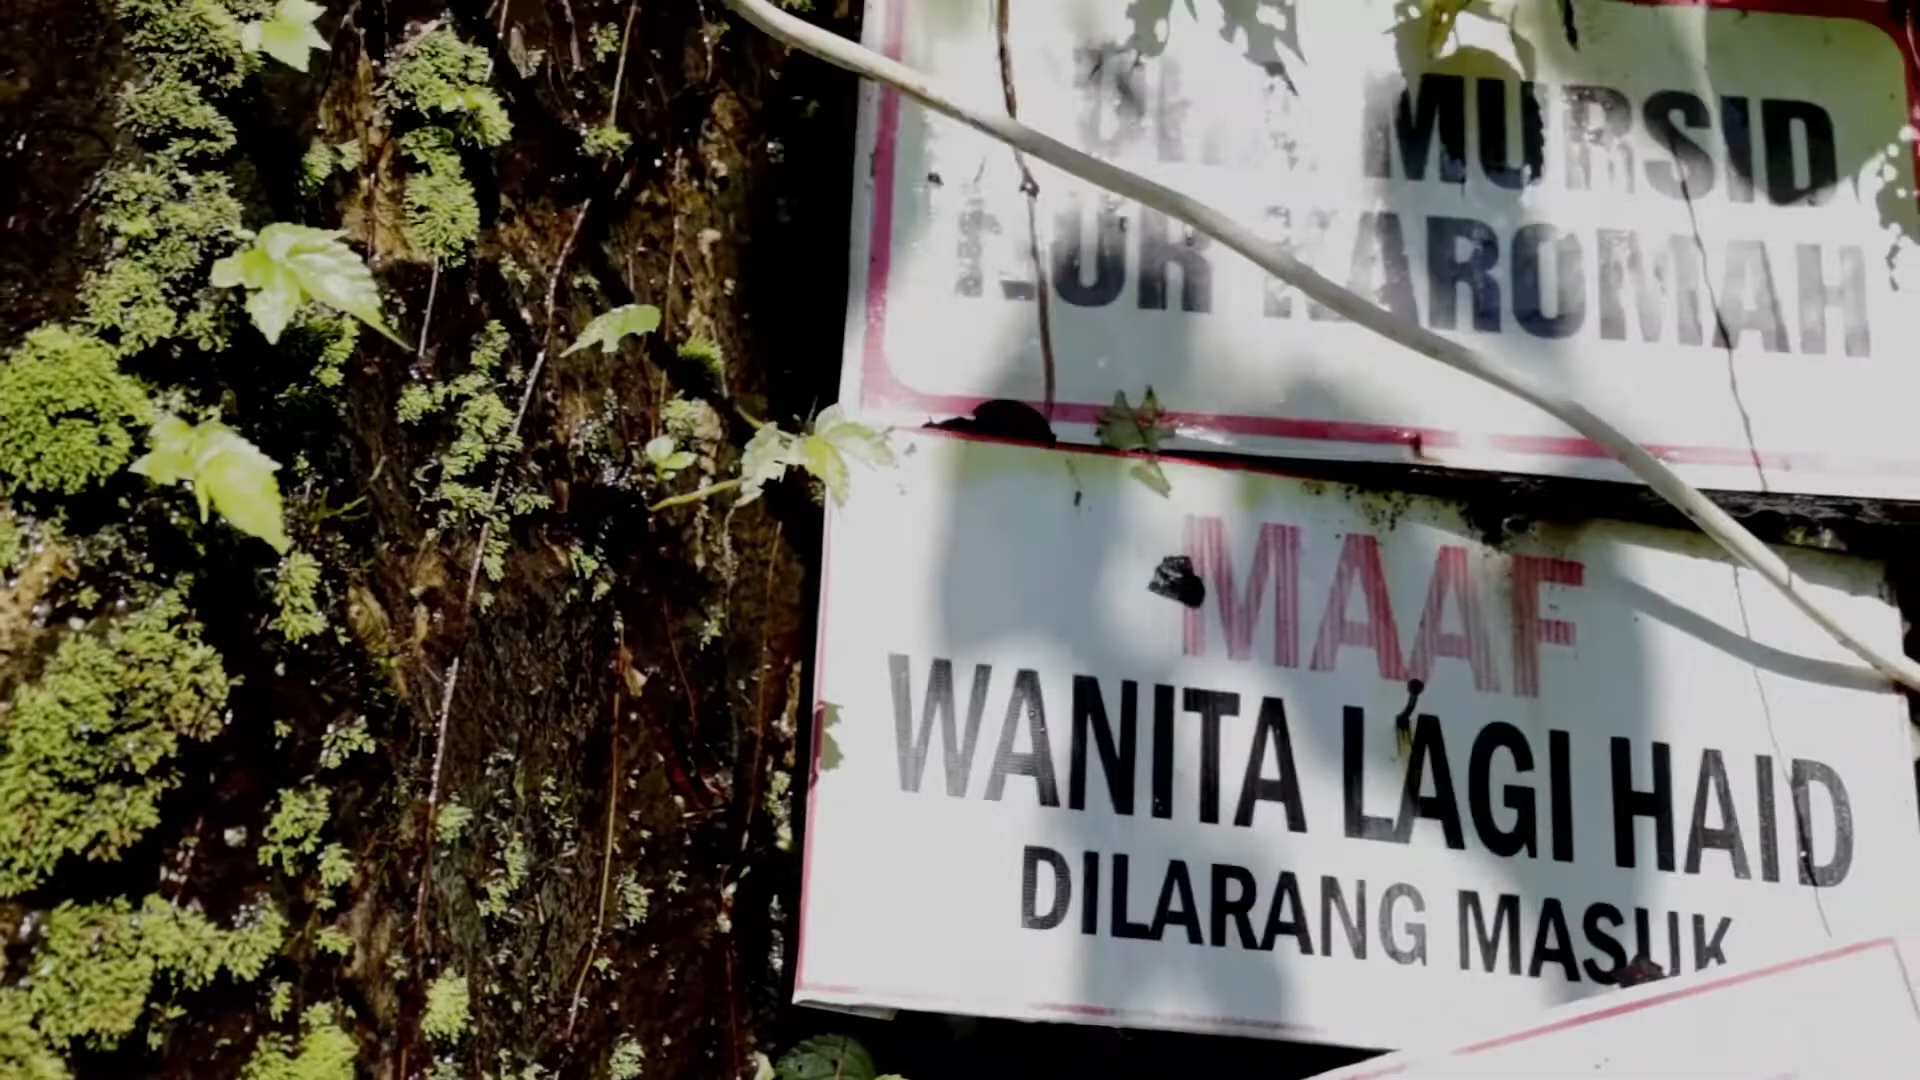 MURSID
KAROMAH
MAAF
WANITA LAGI HAID
DILARANG MASUK